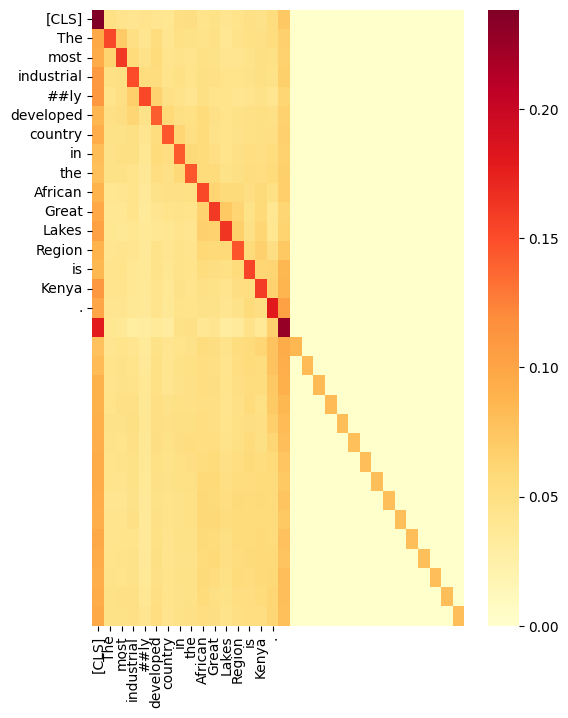 [CLS]
The
most
industrial
##ly
developed
country
in
the
African
Great
Lakes
Region
is
Kenya
.
0.20
0.15
0.10
0.05
0.00
[CLS]
The
most
industrial
##ly
developed
country
in
the
African
Great
Lakes
Region
is
Kenya
.